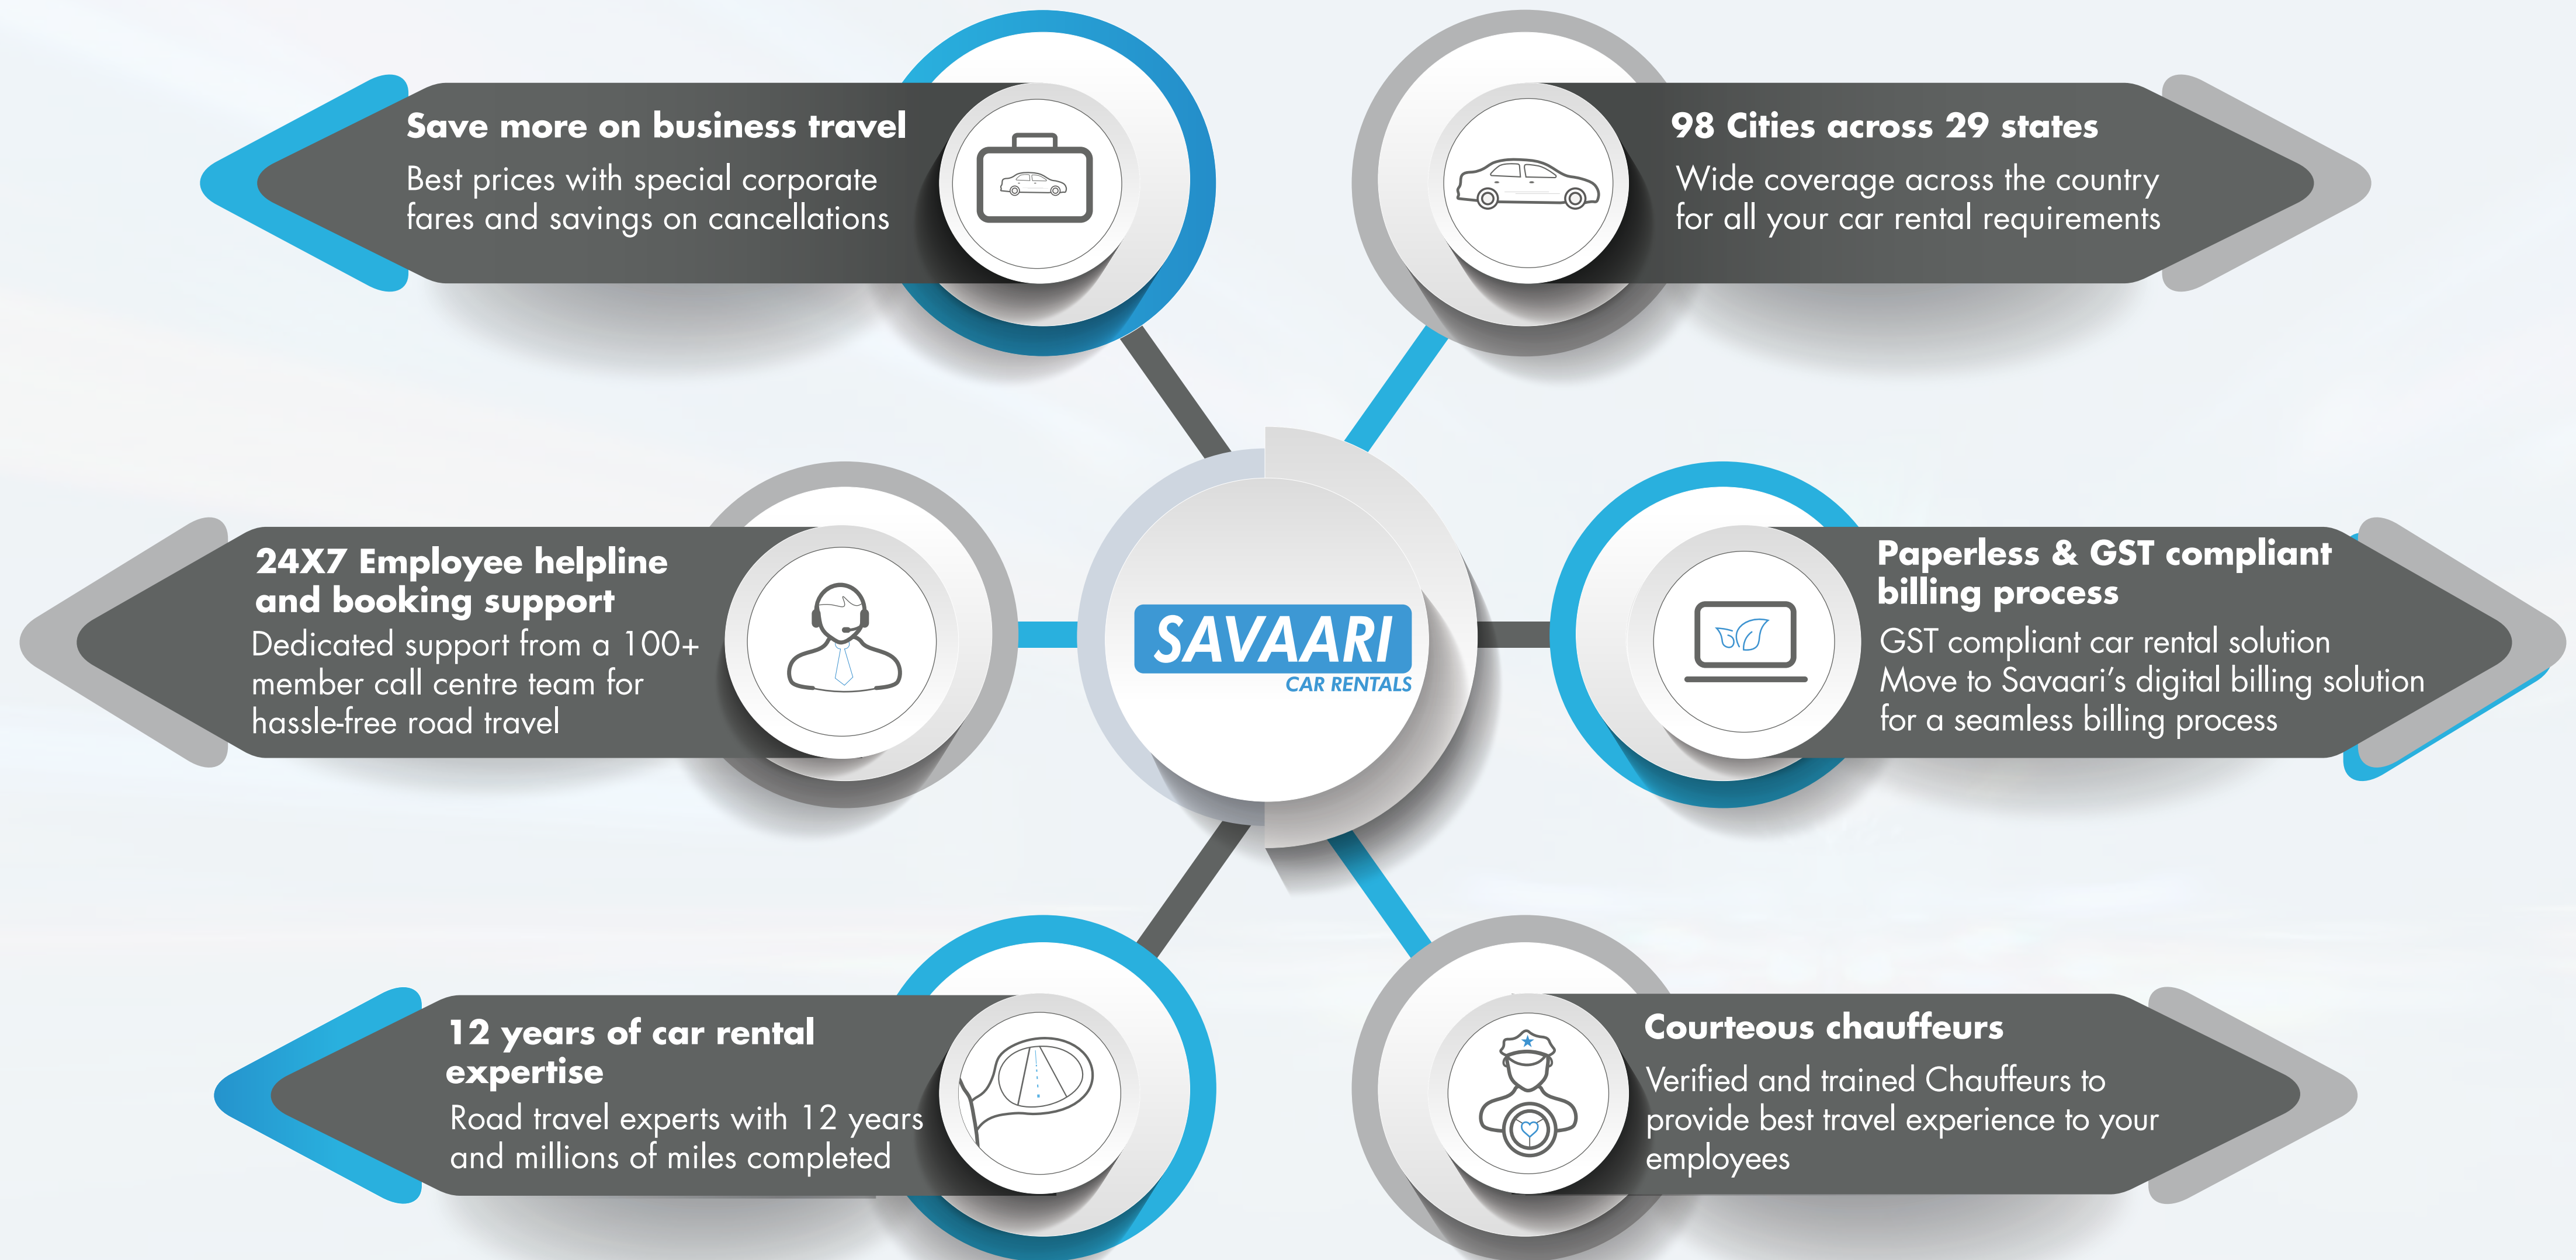 Save more on business travel
Best prices with special corporate
fares and savings on cancellations
98 Cities across 29 states
Wide coverage across the country
for all your car rental requirements
24X7 Employee helpline
and booking support
Dedicated support from a 100+
member call centre team for
hassle-free road travel
SAVAARI
CAR RENTALS
Paperless & GST compliant
billing process
GST compliant car rental solution
Move to Savaari's digital billing solution
for a seamless billing process
12 years of car rental
expertise
Road travel experts with 12 years
and millions of miles completed
Courteous chauffeurs
Verified and trained Chauffeurs to
provide best travel experience to your
employees